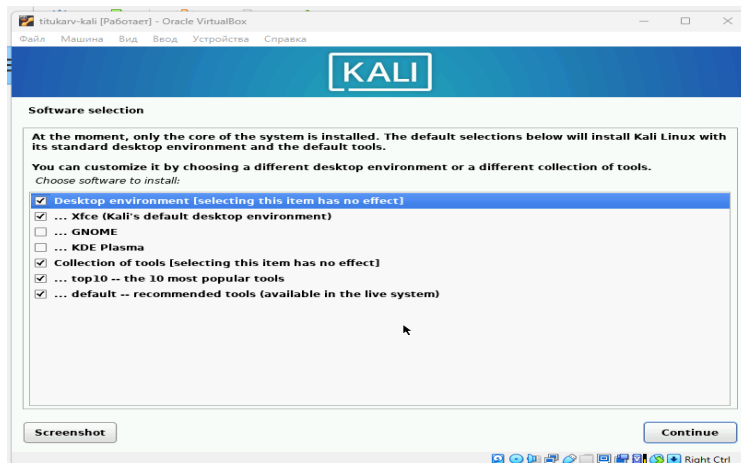 titukarv-kali [Работает] - Oracle VirtualBox
Файл Машина Вид Ввод Устройства Справка
KALI
Software selection
At the moment, only the core of the system is installed. The default selections below will install Kali Linux with
its standard desktop environment and the default tools.
You can customize it by choosing a different desktop environment or a different collection of tools.
Choose software to install:
Desktop environment [selecting this item has no effect]
... Xfce (Kali's default desktop environment)
... GNOME
... KDE Plasma
Collection of tools [selecting this item has no effect]
... top10 -- the 10 most popular tools
... default -- recommended tools (available in the live system)
Screenshot Continue
Right Ctrl